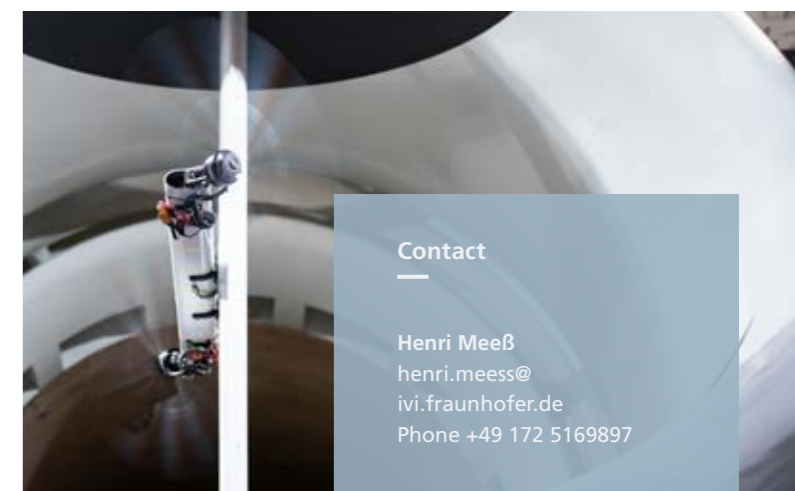 Contact
Henri Meeß
henri.meess@
ivi.fraunhofer.de
Phone +49 172 5169897